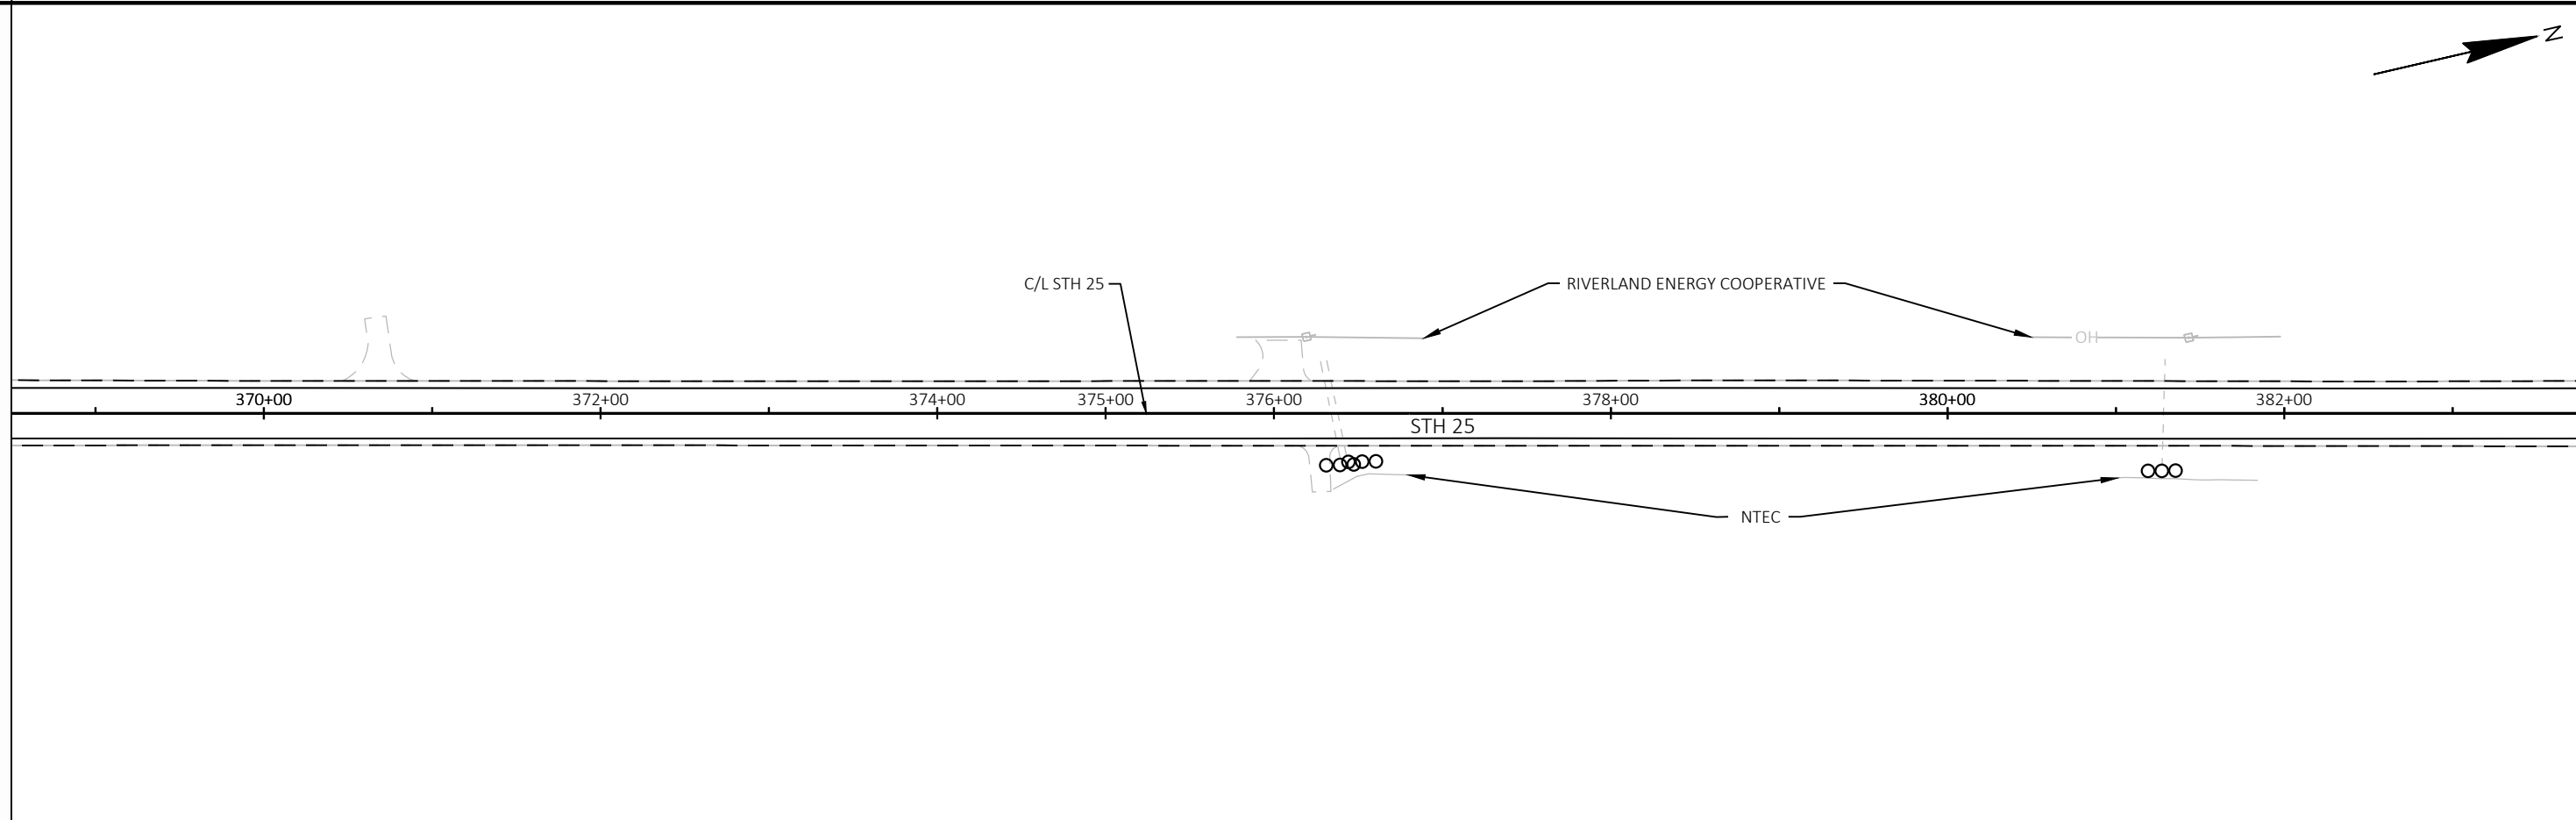 N
C/L STH 25
RIVERLAND ENERGY COOPERATIVE
OH
370+00
372+00
374+00
375+00
376+00
378+00
380+00
382+00
STH 25
NTEC